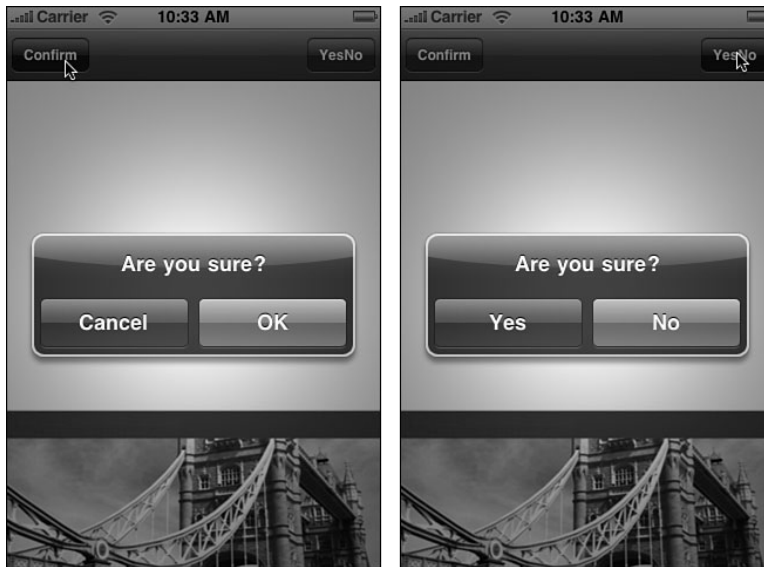 Carrier 10:33 AM
Confirm YesNo
Are you sure?
Cancel OK
Carrier 10:33 AM
Confirm YesNo
Are you sure?
Yes No